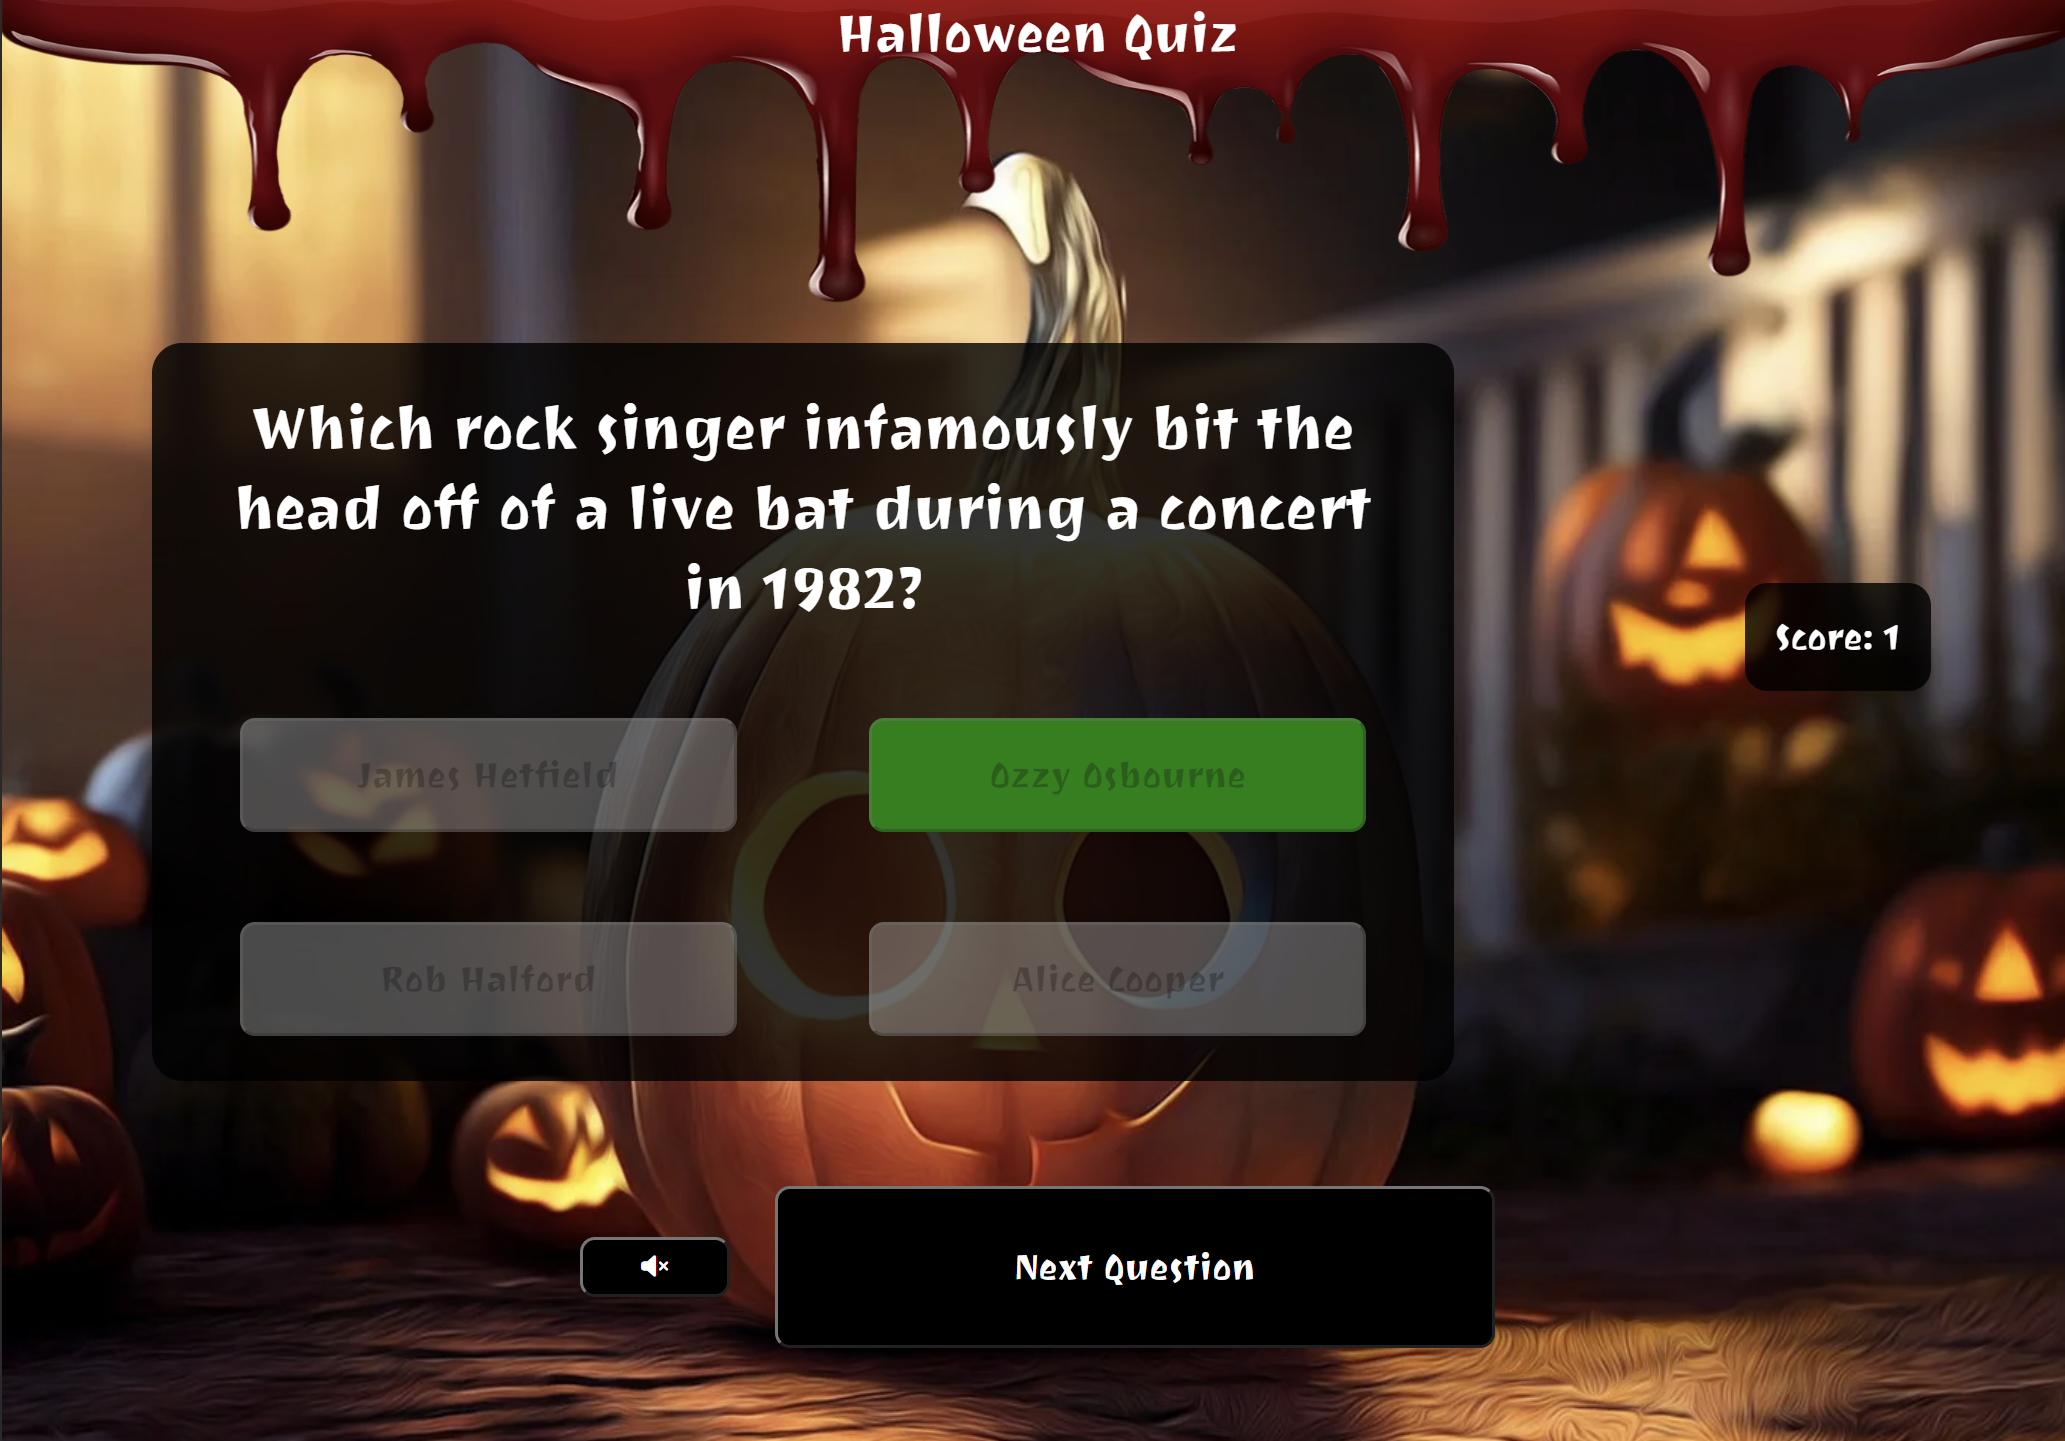 Halloween Quiz
Which rock singer infamously bit the
head off of a live bat during a concert
in 1982?
Score: 1
James Hetfield
Ozzy Osbourne
Rob Halford
Alice Cooper
Next Question